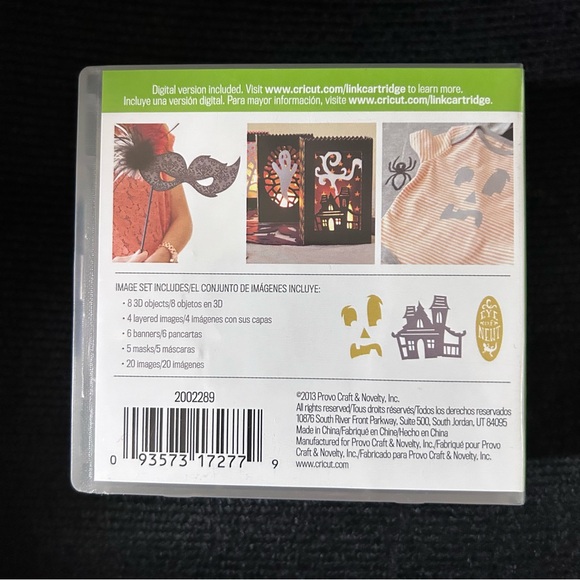 Digital version included. Visit www.cricut.com/linkcartridge to learn more.
Incluye una versión digital. Para mayor información, visite www.cricut.com/linkcartridge.
IMAGE SET INCLUDES/EL CONJUNTO DE IMÁGENES INCLUYE:
• 8 3D objects/8 objetos en 3D
• 4 layered images/4 imágenes con sus capas
• 6 banners/6 pancartas
• 5 masks/5 máscaras
• 20 images/20 imágenes
EYE
NEWT
2002289
0 93573 17277 9
©2013 Provo Craft & Novelty, Inc.
All rights reserved/Tous droits réservés/Todos los derechos reservados
10876 South River Front Parkway, Suite 500, South Jordan, UT 84095
Made in China/Fabriqué en Chine/Hecho en China
Manufactured for Provo Craft & Novelty, Inc./Fabriqué pour Provo
Craft & Novelty, Inc./Fabricado para Provo Craft & Novelty, Inc.
www.cricut.com